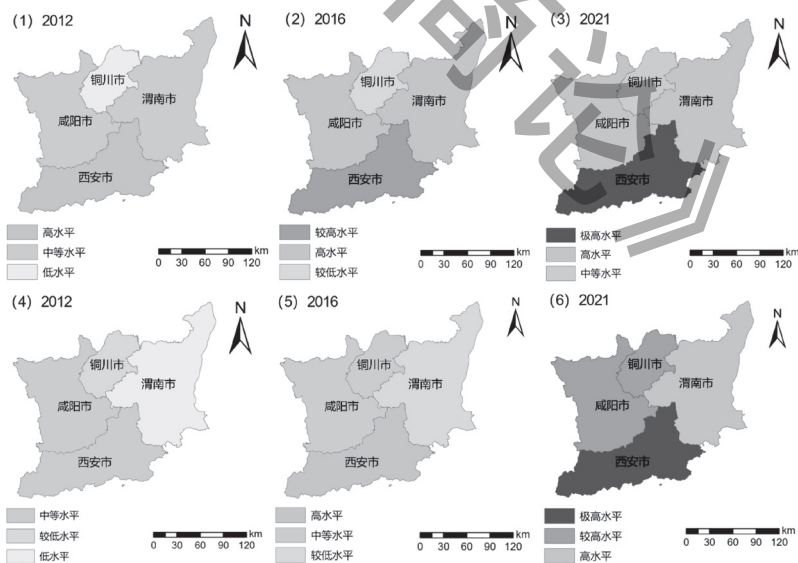 (1) 2012
N
铜川市
渭南市
咸阳市
西安市
高水平
中等水平
低水平
km
0 30 60 90 120
(2) 2016
N
铜川市
渭南市
咸阳市
西安市
较高水平
高水平
较低水平
km
0 30 60 90 120
(3) 2021
N
铜川市
渭南市
咸阳市
西安市
极高水平
高水平
中等水平
km
0 30 60 90 120
(4) 2012
N
铜川市
渭南市
咸阳市
西安市
中等水平
较低水平
低水平
km
0 30 60 90 120
(5) 2016
N
铜川市
渭南市
咸阳市
西安市
高水平
中等水平
较低水平
km
0 30 60 90 120
(6) 2021
N
铜川市
渭南市
咸阳市
西安市
极高水平
较高水平
高水平
km
0 30 60 90 120